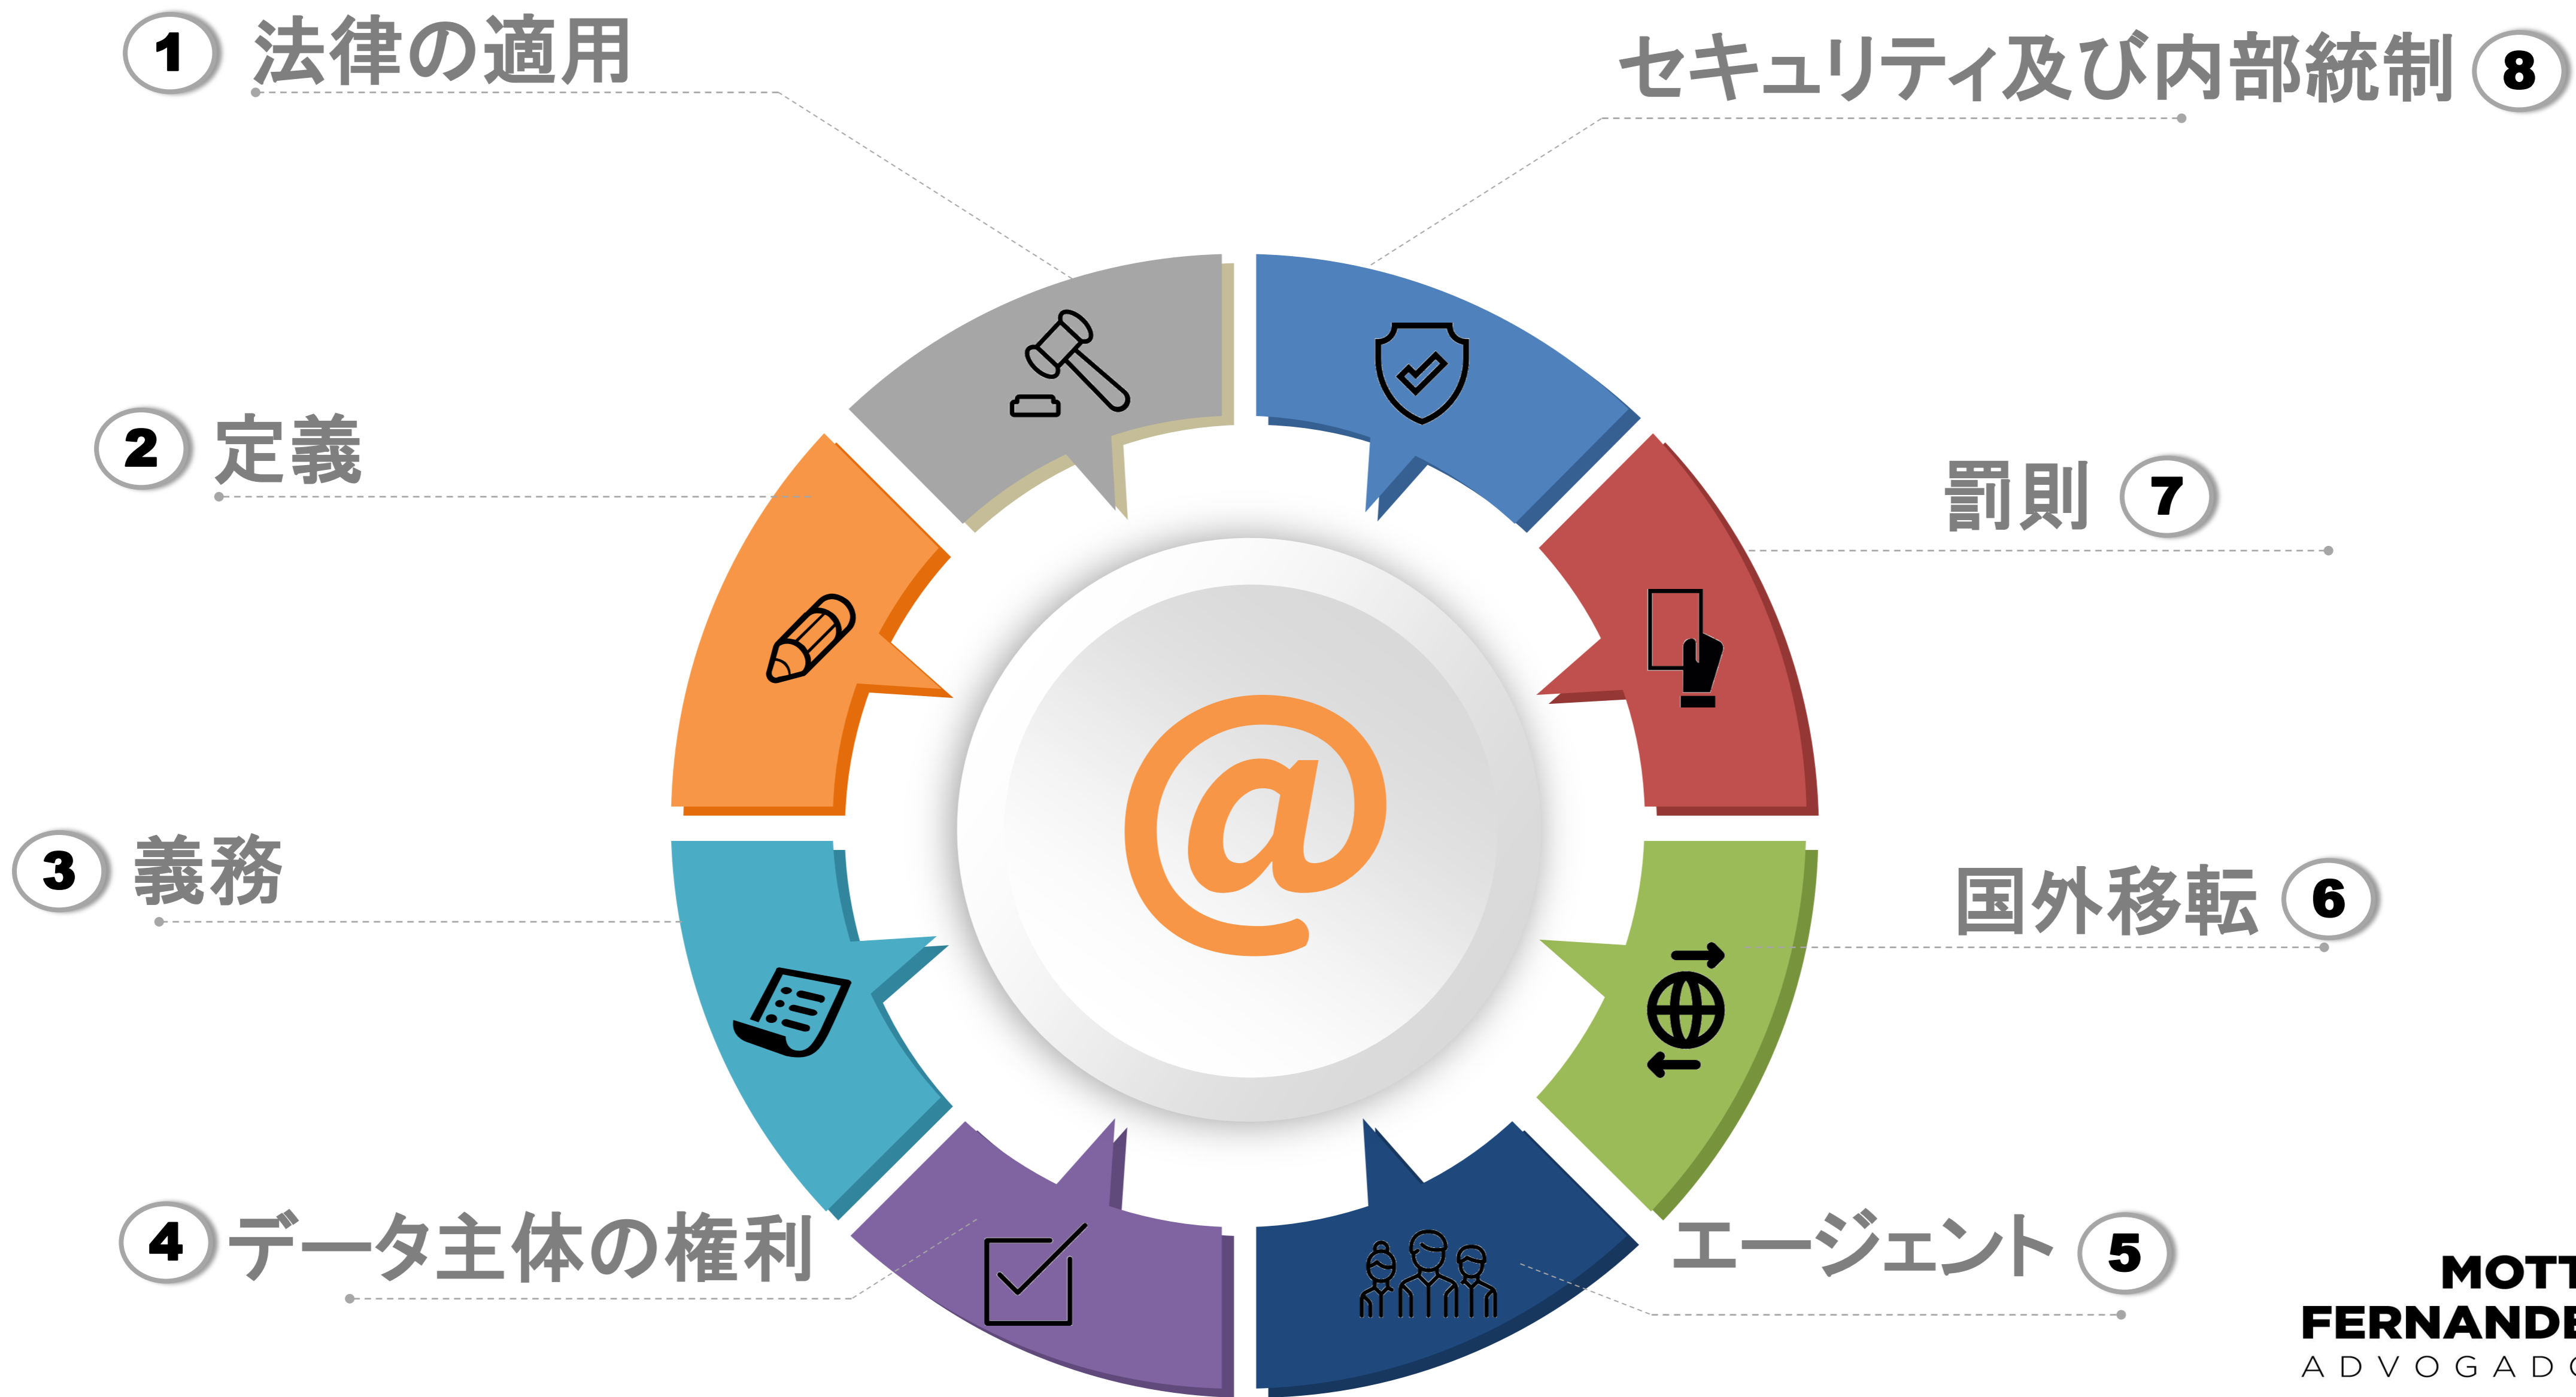 1 法律の適用
2 定義
3 義務
4 データ主体の権利
セキュリティ及び内部統制 8
罰則 7
国外移転 6
エージェント 5
@
MOTT
FERNANDE
ADVOGADO